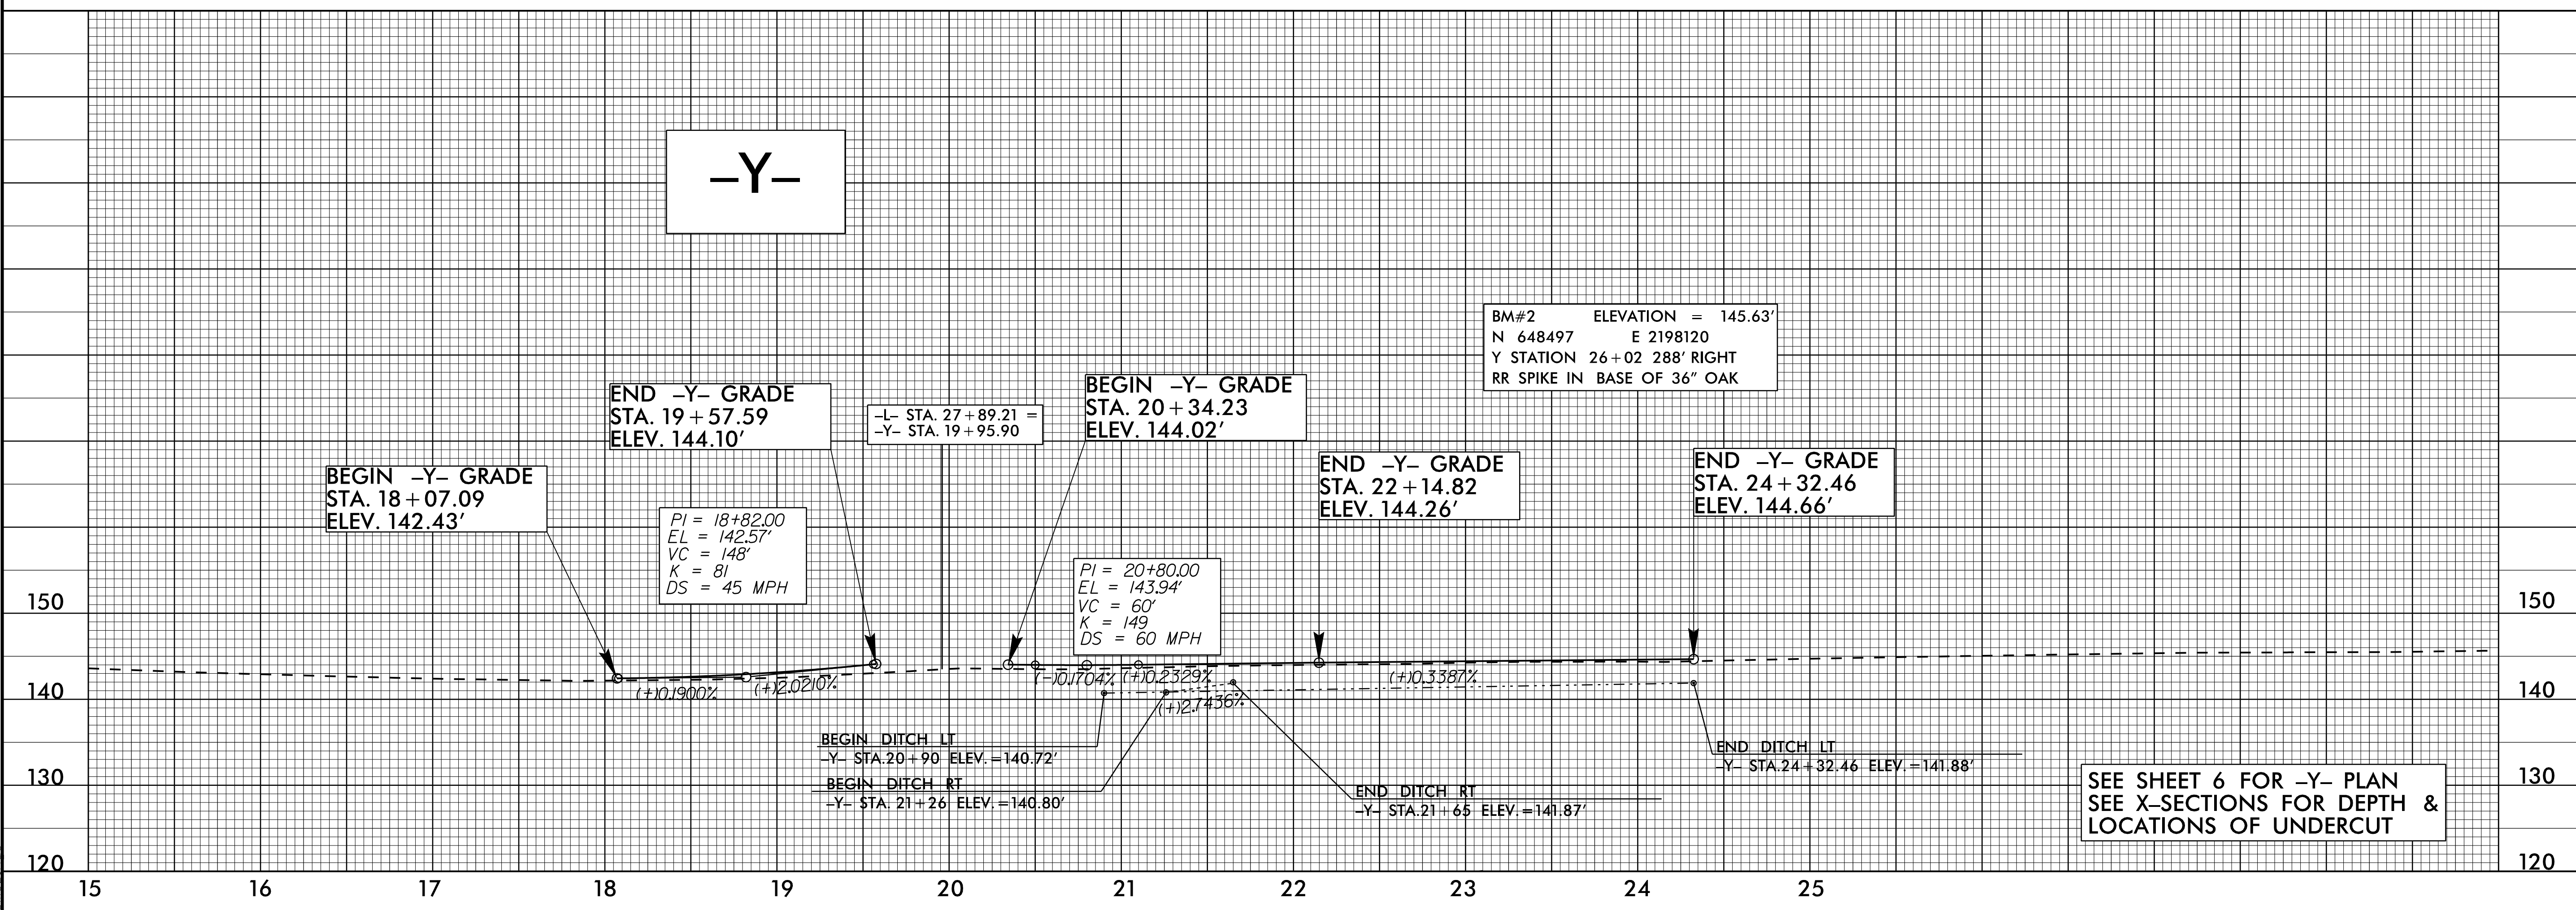 –Y–
BM#2 ELEVATION = 145.63'
N 648497 E 2198120
Y STATION 26+02 288' RIGHT
RR SPIKE IN BASE OF 36" OAK
END –Y– GRADE
STA. 19+57.59
ELEV. 144.10'
–L– STA. 27+89.21 =
–Y– STA. 19+95.90
BEGIN –Y– GRADE
STA. 20+34.23
ELEV. 144.02'
BEGIN –Y– GRADE
STA. 18+07.09
ELEV. 142.43'
END –Y– GRADE
STA. 22+14.82
ELEV. 144.26'
END –Y– GRADE
STA. 24+32.46
ELEV. 144.66'
PI = 18+82.00
EL = 142.57'
VC = 148'
K = 81
DS = 45 MPH
PI = 20+80.00
EL = 143.94'
VC = 60'
K = 149
DS = 60 MPH
150
150
(+)0.1900%
(+)2.0210%
(-)0.1704%
(+)0.2329%
(+)0.3387%
(+)2.7436%
140
140
BEGIN DITCH LT
–Y– STA.20+90 ELEV.=140.72'
BEGIN DITCH RT
–Y– STA. 21+26 ELEV.=140.80'
END DITCH RT
–Y– STA.21+65 ELEV.=141.87'
END DITCH LT
–Y– STA.24+32.46 ELEV.=141.88'
130
130
SEE SHEET 6 FOR –Y– PLAN
SEE X–SECTIONS FOR DEPTH &
LOCATIONS OF UNDERCUT
120
120
15 16 17 18 19 20 21 22 23 24 25